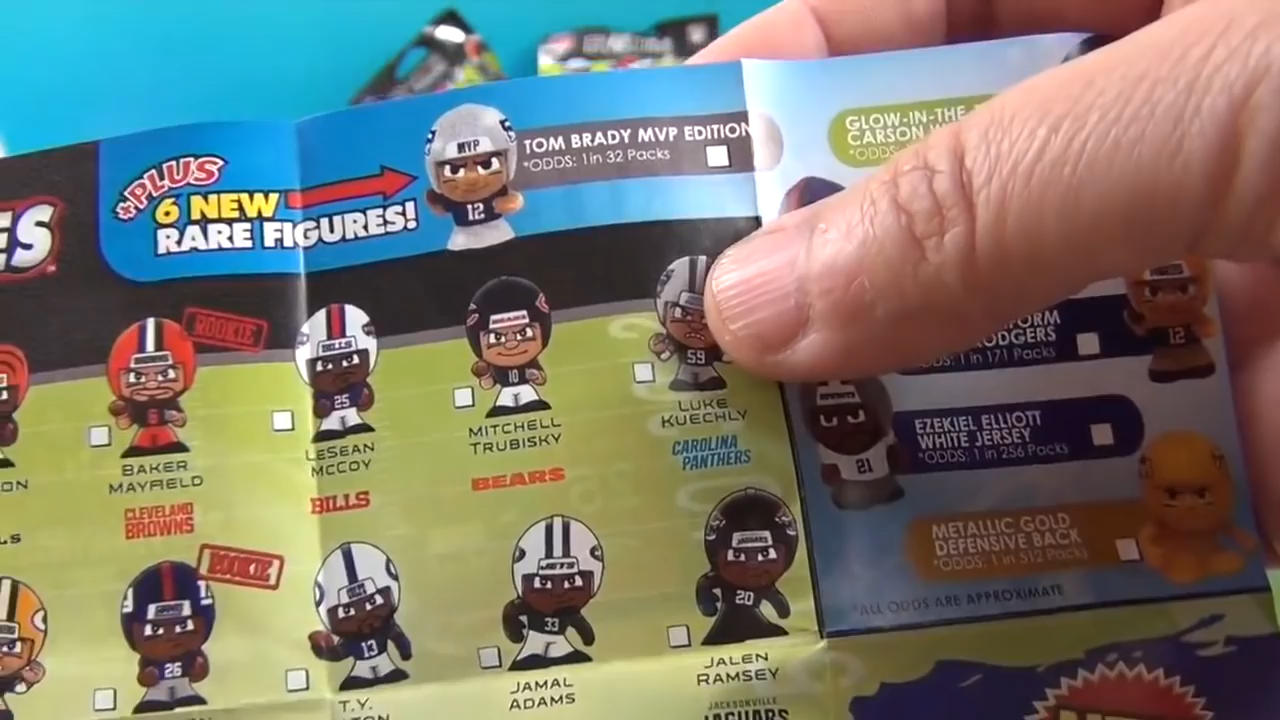 ES
*PLUS
6 NEW
RARE FIGURES!
MVP
12
TOM BRADY MVP EDITION
*ODDS: 1 in 32 Packs
GLOW-IN-THE
CARSON
*ODDS:
ROOKIE
BILLS
25
BEARS
10
59
ODGERS
ODDS: 1 in 171 Packs
12
BAKER
MAYFIELD
CLEVELAND
BROWNS
LESEAN
MCCOY
BILLS
MITCHELL
TRUBISKY
BEARS
LUKE
KUECHLY
CAROLINA
PANTHERS
21
EZEKIEL ELLIOTT
WHITE JERSEY
*ODDS: 1 in 256 Packs
METALLIC GOLD
DEFENSIVE BACK
*ODDS: 1 in 512 Packs
*ALL ODDS ARE APPROXIMATE
ROOKIE
GIANTS
26
13
JETS
33
JAGUARS
20
T.Y.
JAMAL
ADAMS
JALEN
RAMSEY
JACKSONVILLE
JAGUARS